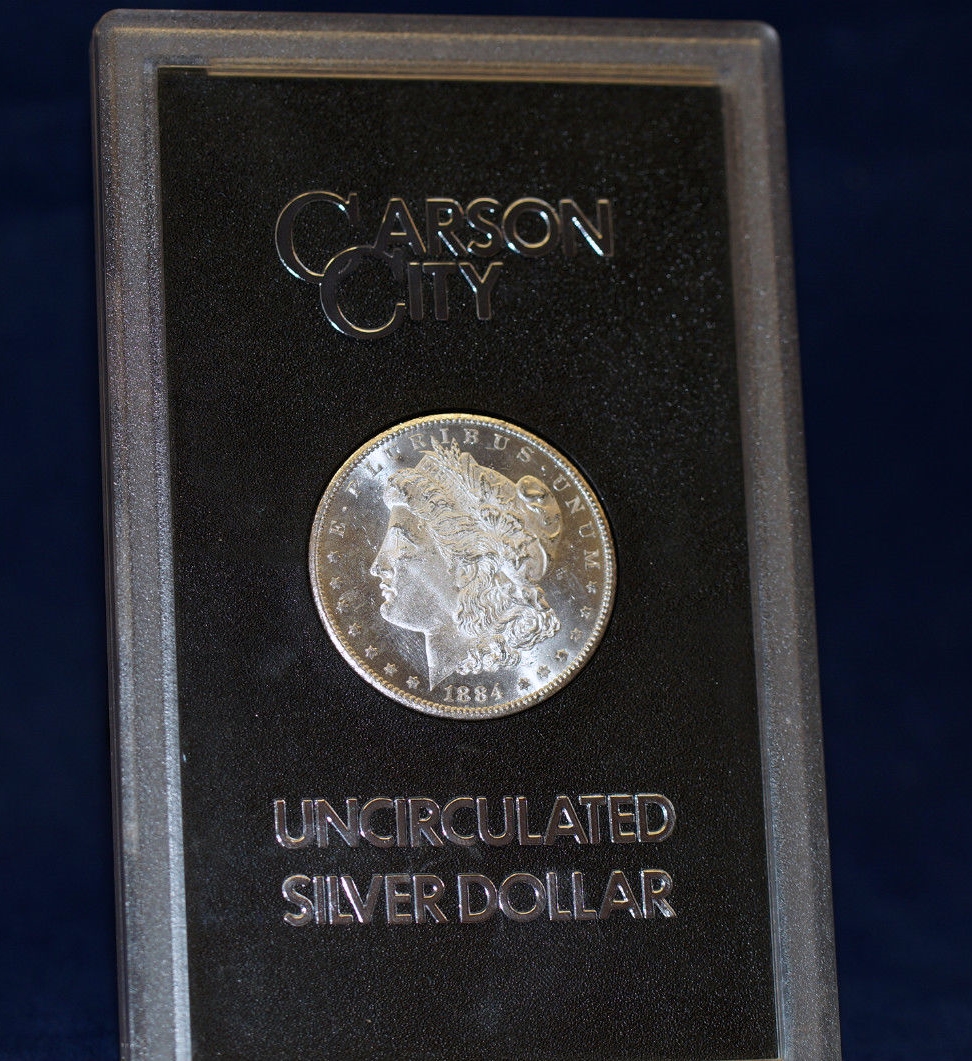 CARSON
CITY
E · PLURIBUS · UNUM
1884
UNCIRCULATED
SILVER DOLLAR